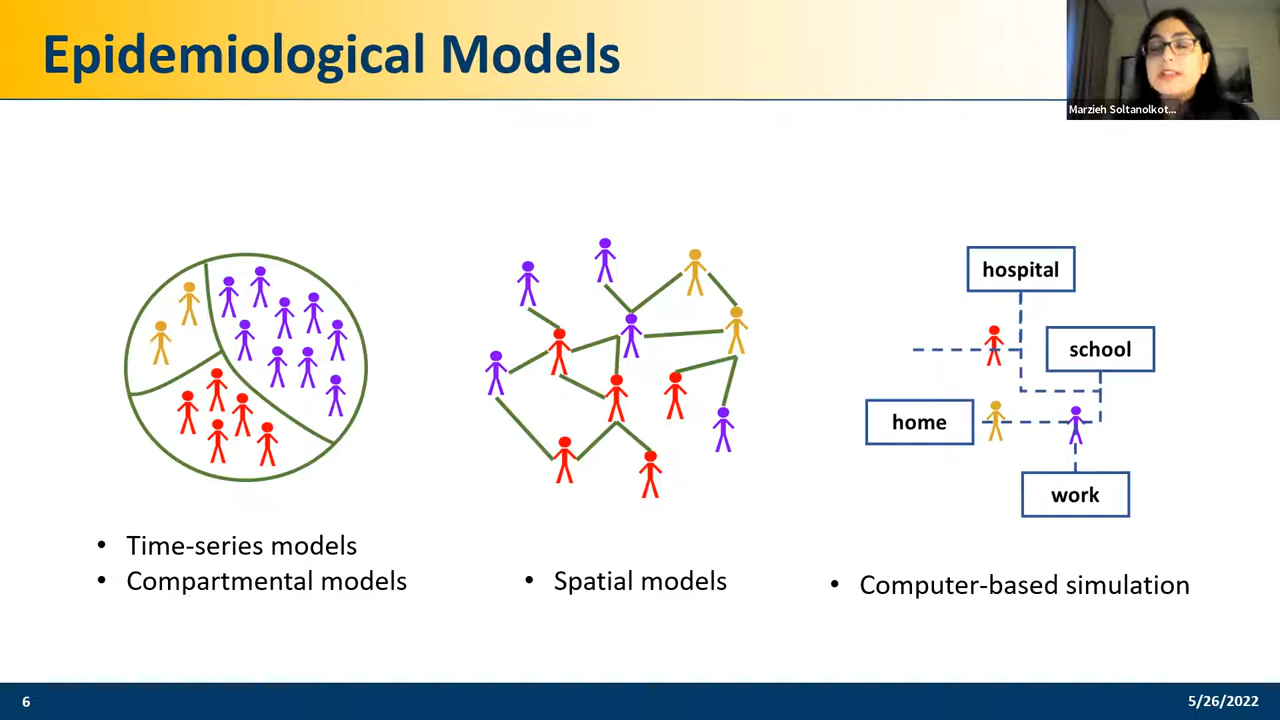 Epidemiological Models
Marzieh Soltanolkot...
hospital
school
home
work
• Time-series models
• Compartmental models
• Spatial models
• Computer-based simulation
6
5/26/2022